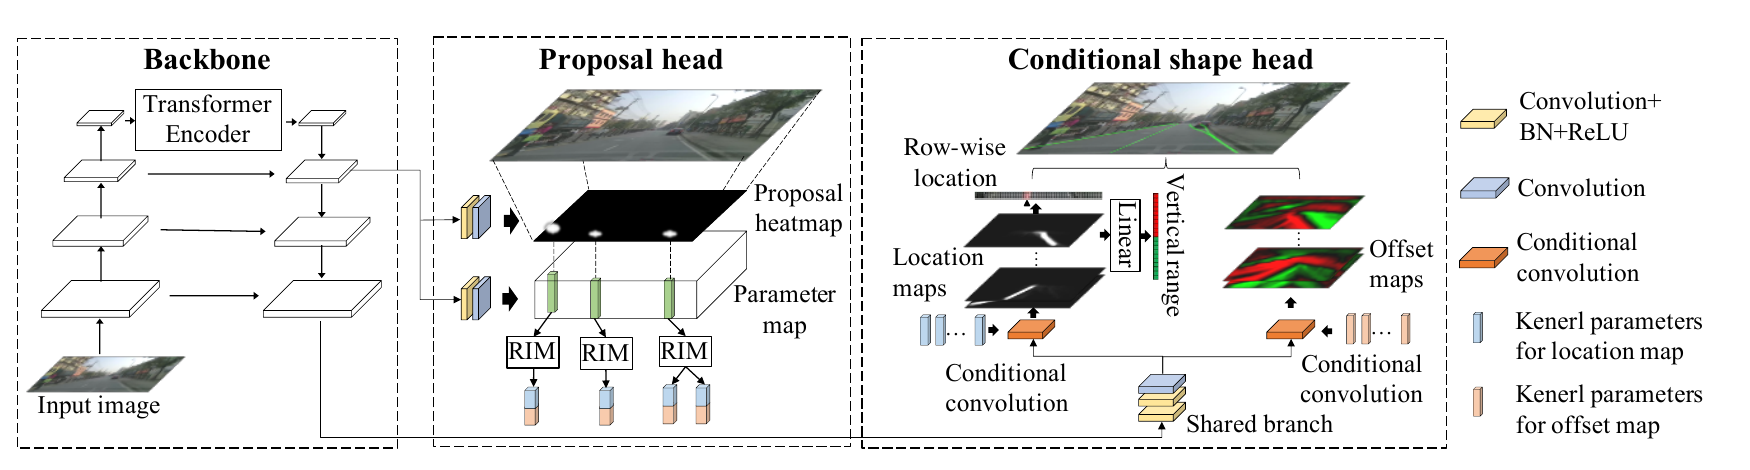 Backbone
Transformer
Encoder
Input image
Proposal head
Proposal
heatmap
Parameter
map
RIM
RIM
RIM
Conditional shape head
Row-wise
location
Location
maps
Linear
Vertical range
Offset
maps
...
...
Conditional
convolution
Conditional
convolution
Shared branch
Convolution+
BN+ReLU
Convolution
Conditional
convolution
Kenerl parameters
for location map
Kenerl parameters
for offset map